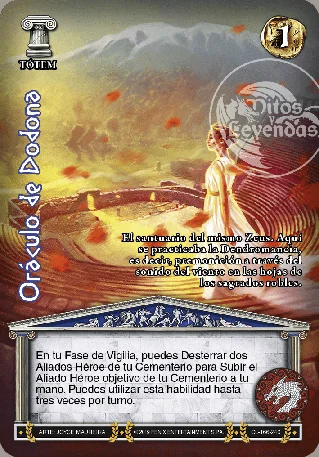 TÓTEM
1
Mitos y
Leyendas
Oráculo de Dodona
El santuario del mismo Zeus. Aquí
se practicaba la Dendromancia,
es decir, premonición a través del
sonido del viento en las hojas de
los sagrados robles.
En tu Fase de Vigilia, puedes Desterrar dos
Aliados Héroe de tu Cementerio para Subir el
Aliado Héroe objetivo de tu Cementerio a tu
mano. Puedes utilizar esta habilidad hasta
tres veces por turno.